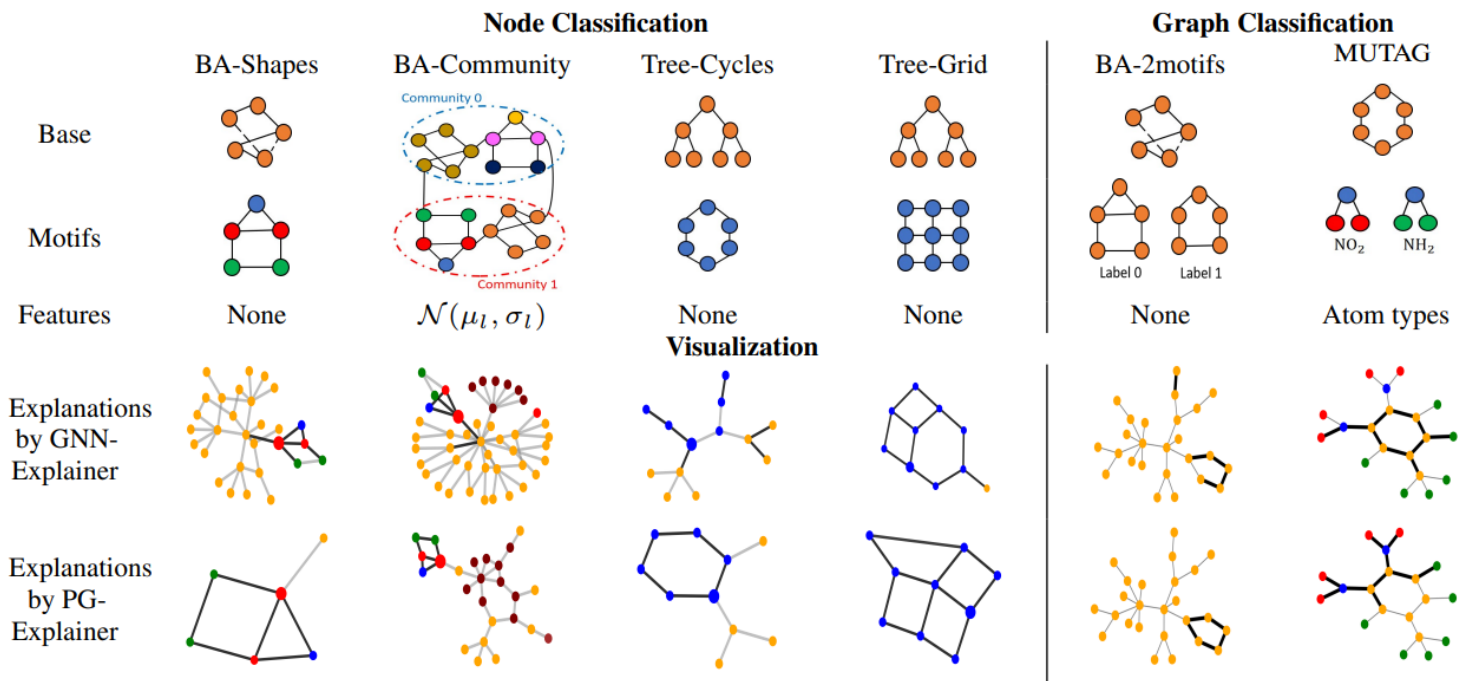 Node Classification
Graph Classification
BA-Shapes
BA-Community
Tree-Cycles
Tree-Grid
BA-2motifs
MUTAG
Base
Community 0
Motifs
Community 1
Label 0
Label 1
NO₂
NH₂
Features
None
𝒩(μₗ, σₗ)
None
None
None
Atom types
Visualization
Explanations
by GNN-
Explainer
Explanations
by PG-
Explainer